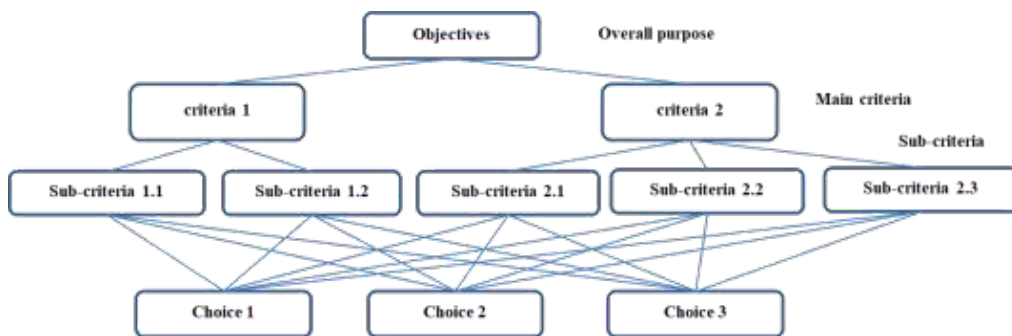 Objectives
Overall purpose
criteria 1
criteria 2
Main criteria
Sub-criteria
Sub-criteria 1.1
Sub-criteria 1.2
Sub-criteria 2.1
Sub-criteria 2.2
Sub-criteria 2.3
Choice 1
Choice 2
Choice 3